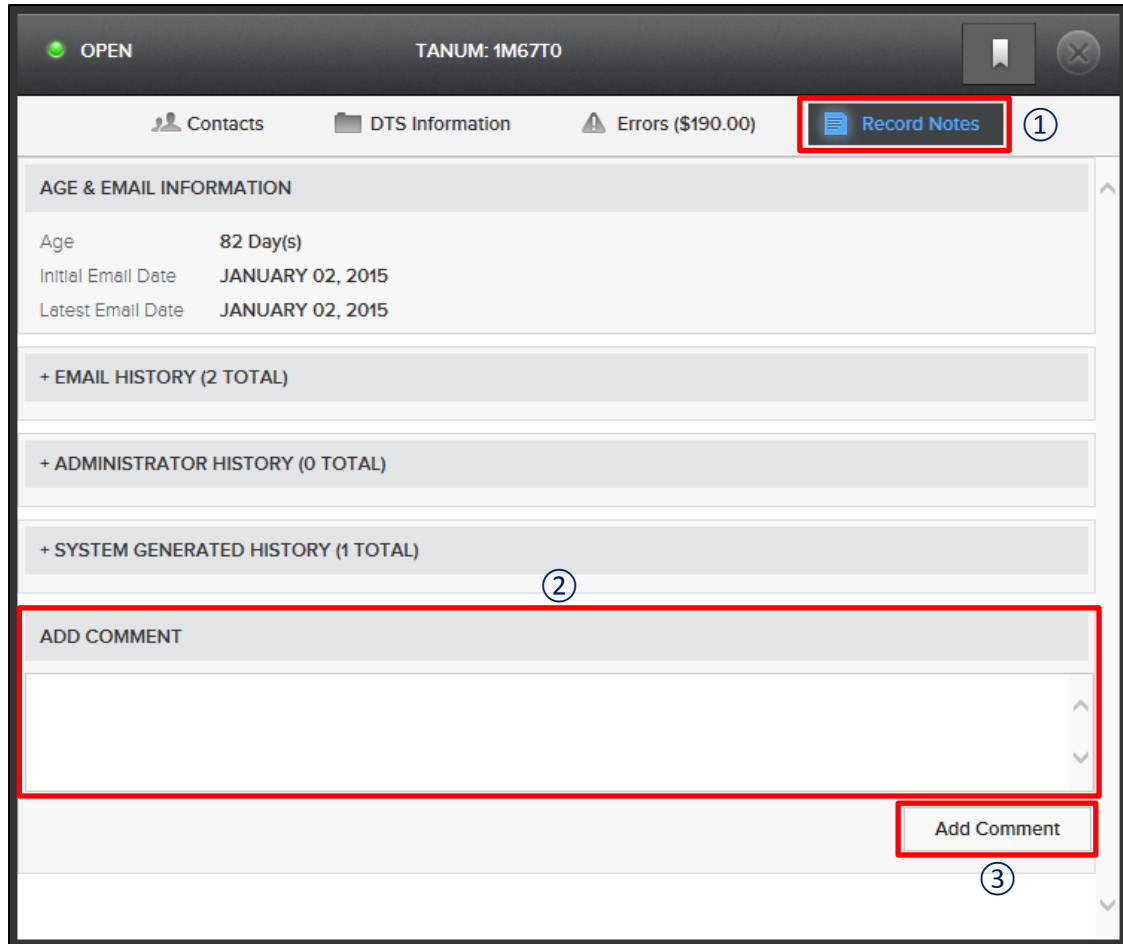 OPEN TANUM: 1M67T0
Contacts DTS Information Errors ($190.00) Record Notes ①
AGE & EMAIL INFORMATION
Age 82 Day(s)
Initial Email Date JANUARY 02, 2015
Latest Email Date JANUARY 02, 2015
+ EMAIL HISTORY (2 TOTAL)
+ ADMINISTRATOR HISTORY (0 TOTAL)
+ SYSTEM GENERATED HISTORY (1 TOTAL)
②
ADD COMMENT
Add Comment
③